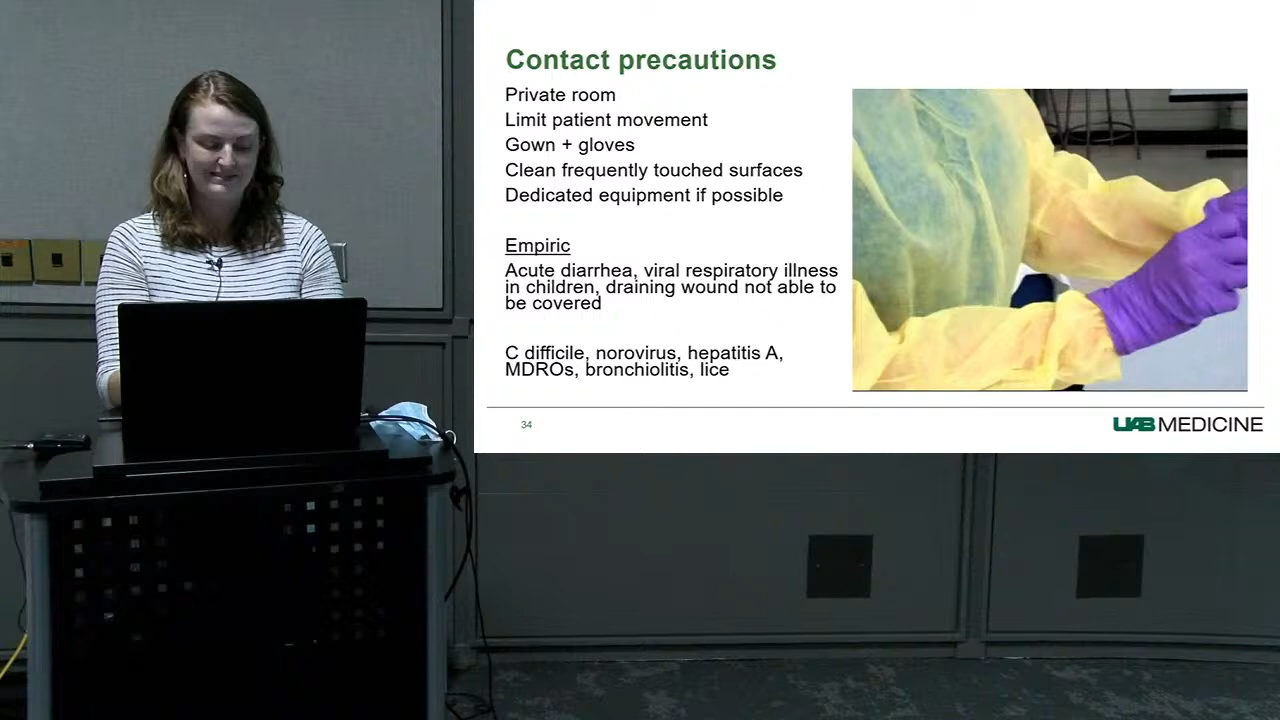 Contact precautions
Private room
Limit patient movement
Gown + gloves
Clean frequently touched surfaces
Dedicated equipment if possible
Empiric
Acute diarrhea, viral respiratory illness
in children, draining wound not able to
be covered
C difficile, norovirus, hepatitis A,
MDROs, bronchiolitis, lice
34
UAB MEDICINE